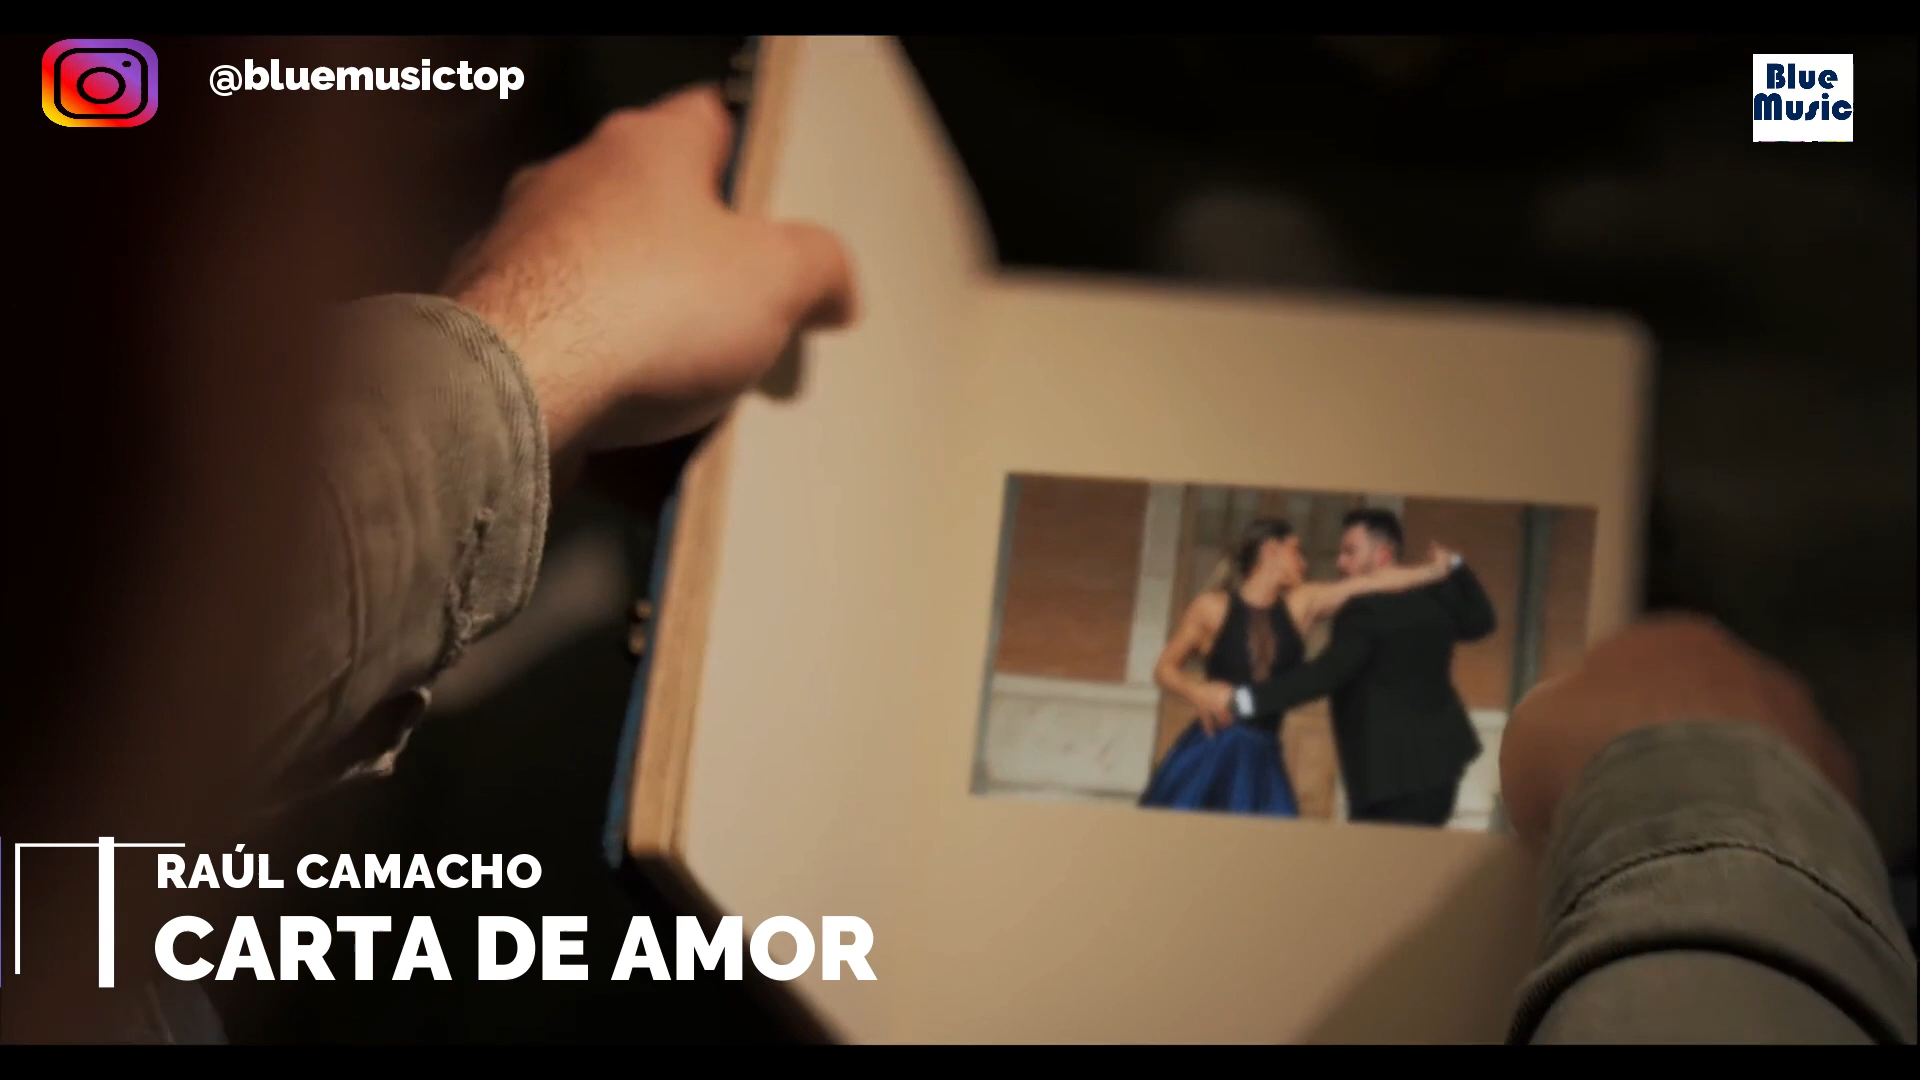 @bluemusictop
Blue
Music
RAÚL CAMACHO
CARTA DE AMOR